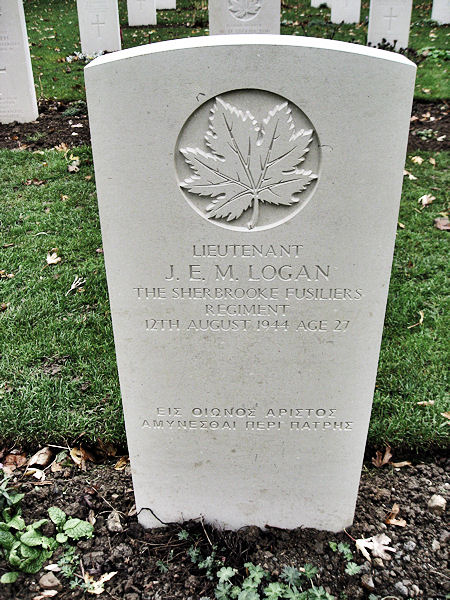 LIEUTENANT
J. E. M. LOGAN
THE SHERBROOKE FUSILIERS
REGIMENT
12TH AUGUST 1944 AGE 27
ΕΙΣ ΟΙΩΝΟΣ ΑΡΙΣΤΟΣ
ΑΜΥΝΕΣΘΑΙ ΠΕΡΙ ΠΑΤΡΗΣ